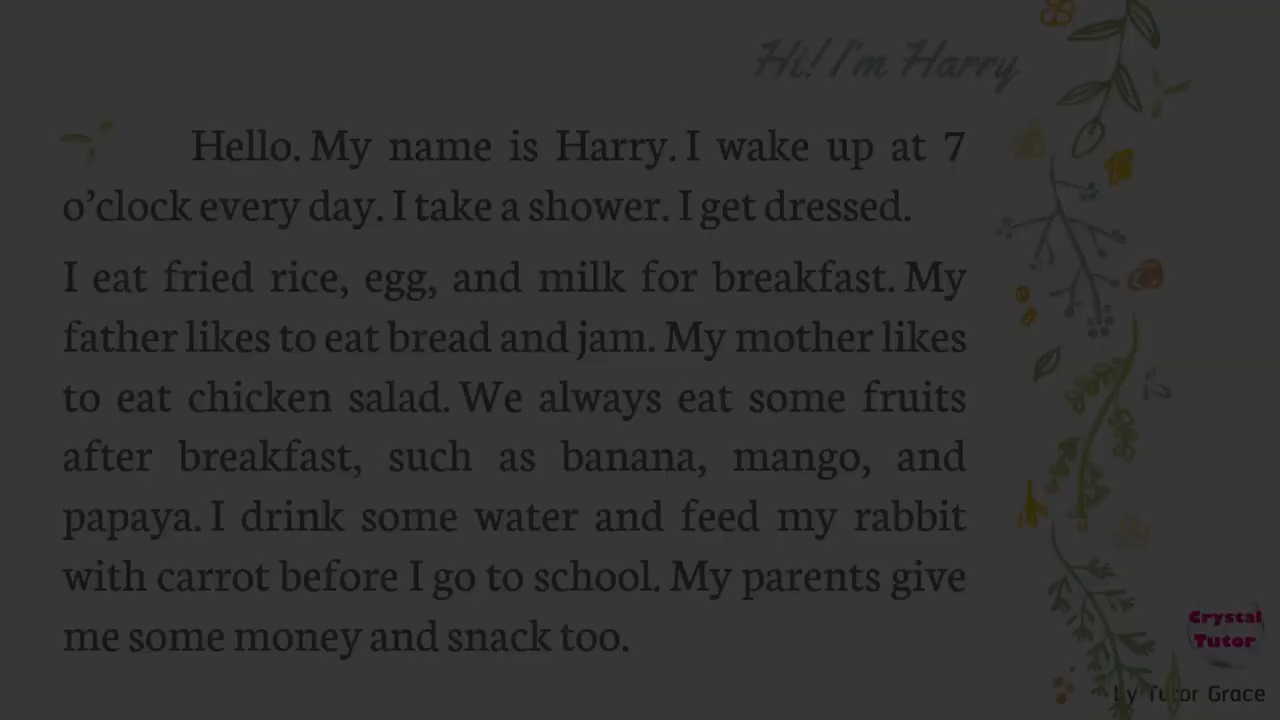 Hi! I'm Harry
Hello. My name is Harry. I wake up at 7
o’clock every day. I take a shower. I get dressed.
I eat fried rice, egg, and milk for breakfast. My
father likes to eat bread and jam. My mother likes
to eat chicken salad. We always eat some fruits
after breakfast, such as banana, mango, and
papaya. I drink some water and feed my rabbit
with carrot before I go to school. My parents give
me some money and snack too.
Crystal
Tutor
by Tutor Grace